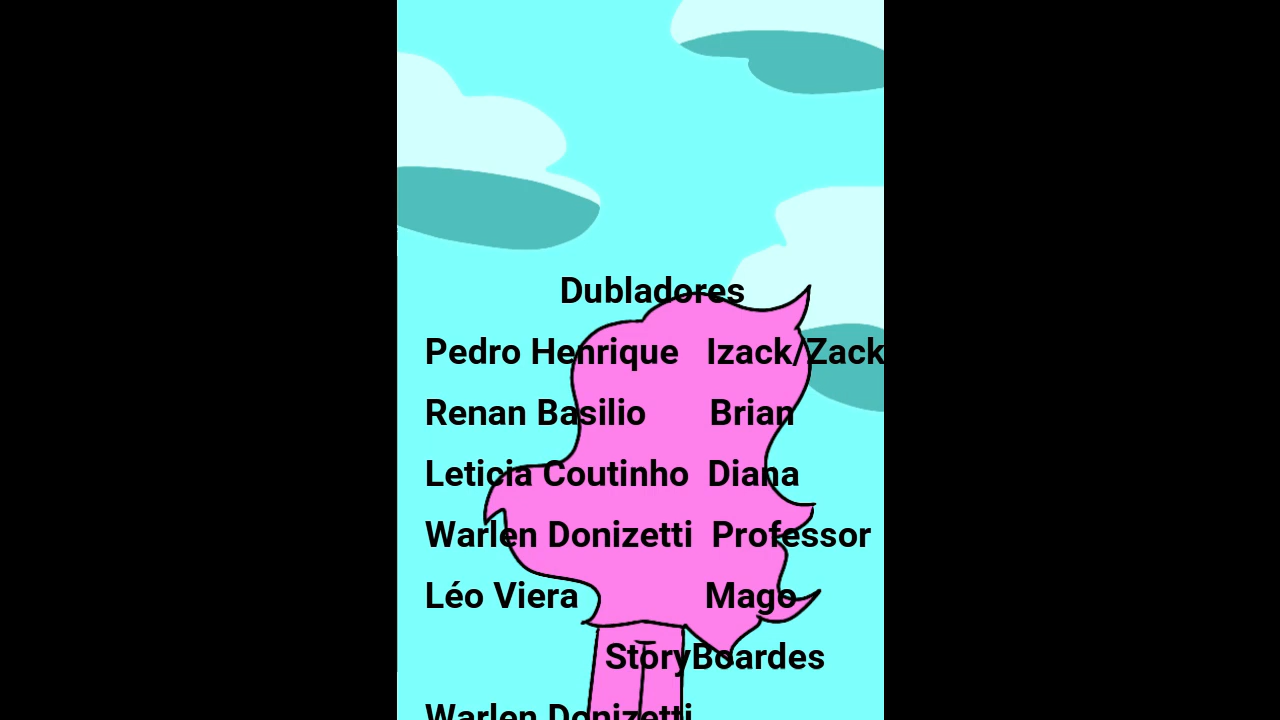 Dubladores
Pedro Henrique Izack/Zack
Renan Basilio Brian
Leticia Coutinho Diana
Warlen Donizetti Professor
Léo Viera Mago
StoryBoardes
Warlen Donizetti